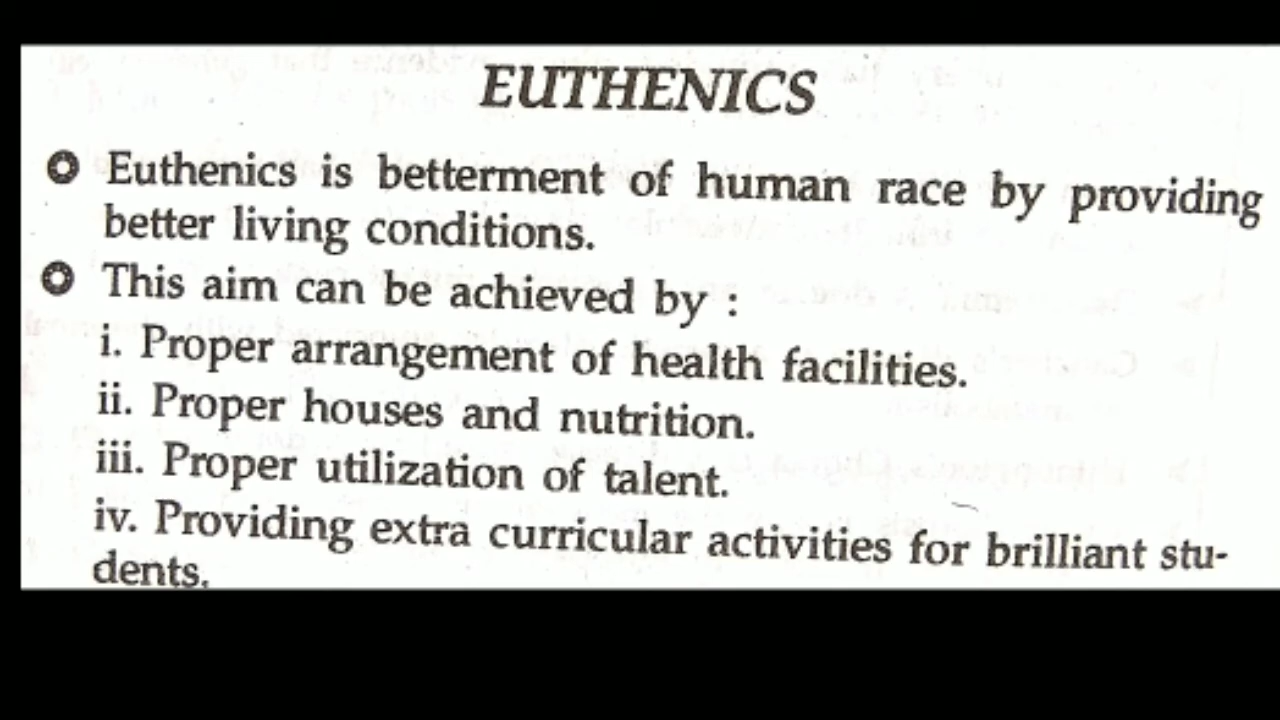 EUTHENICS
Euthenics is betterment of human race by providing
better living conditions.
This aim can be achieved by :
i. Proper arrangement of health facilities.
ii. Proper houses and nutrition.
iii. Proper utilization of talent.
iv. Providing extra curricular activities for brilliant stu-
dents.